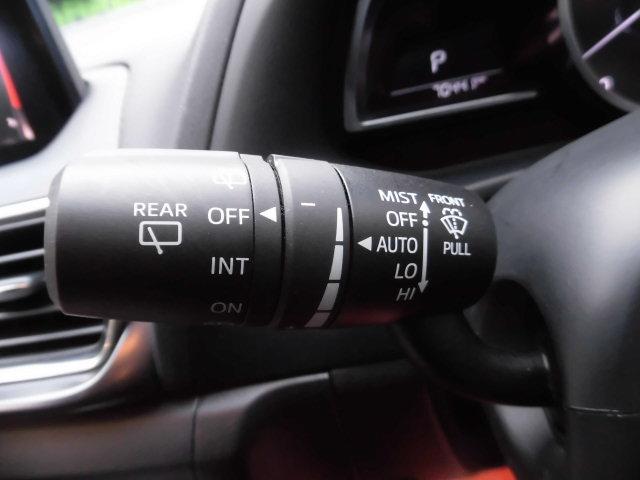 P
REAR
OFF
INT
ON
–
MIST
OFF
AUTO
LO
HI
FRONT
PULL